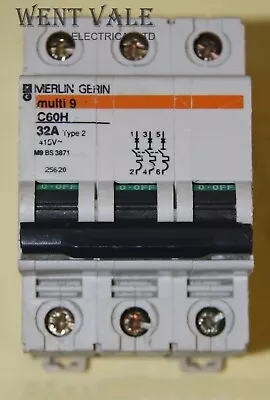 WENT VALE
ELECTRICAL LTD
MERLIN GERIN
multi 9
C60H
32A Type 2
415V~
M9 BS 3871
25620
1 3 5
2 4 6
O-OFF O-OFF O-OFF